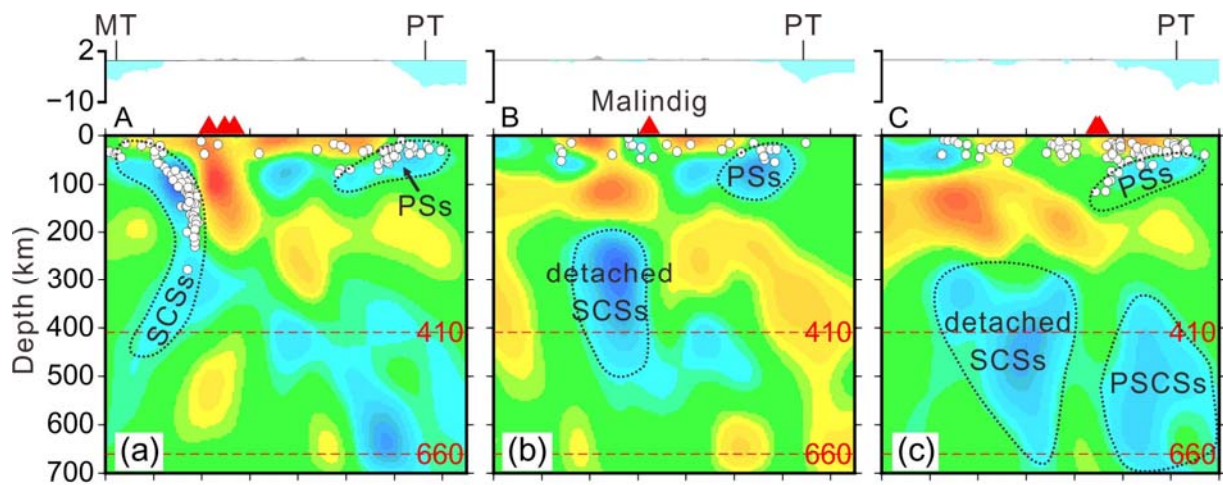 MT PT PT PT
2
−10
Malindig
A B C
0
100
200
300
400
500
600
700
Depth (km)
PSs
SCSs
410
660
(a)
PSs
detached
SCSs
410
660
(b)
PSs
detached
SCSs
PSCSs
410
660
(c)